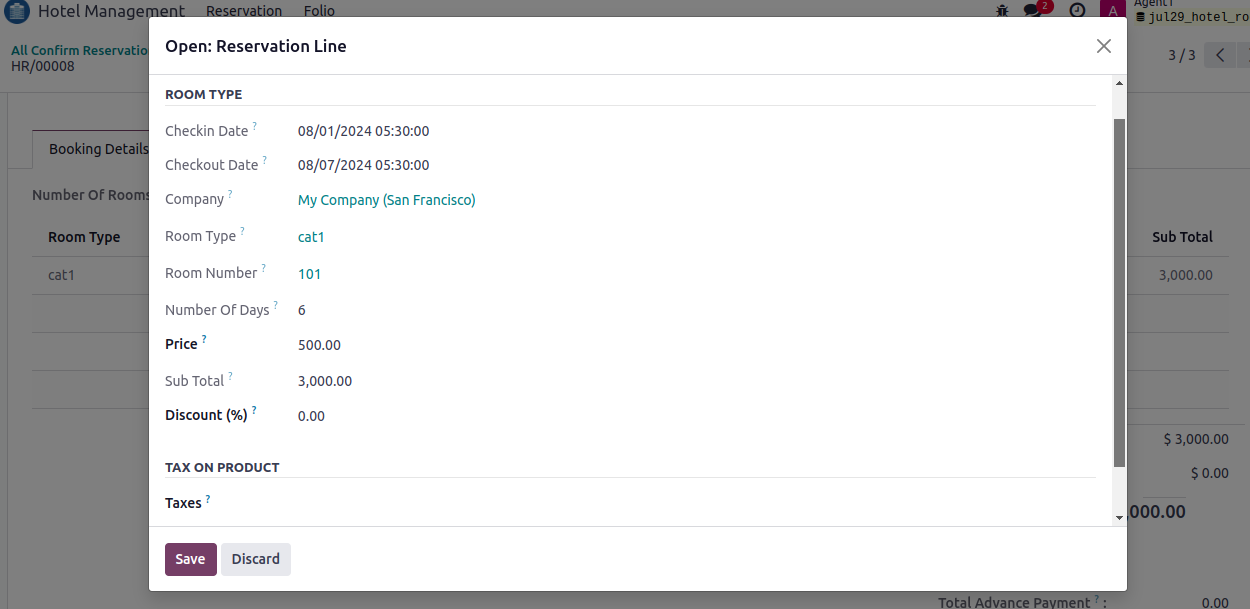 Hotel Management Reservation Folio 2 A Agent1
jul29_hotel_ro
All Confirm Reservatio
HR/00008
3 / 3
Open: Reservation Line
ROOM TYPE
Checkin Date ? 08/01/2024 05:30:00
Checkout Date ? 08/07/2024 05:30:00
Company ? My Company (San Francisco)
Room Type ? cat1
Room Number ? 101
Number Of Days ? 6
Price ? 500.00
Sub Total ? 3,000.00
Discount (%) ? 0.00
TAX ON PRODUCT
Taxes ?
Save Discard
Booking Details
Number Of Rooms
Room Type Sub Total
cat1 3,000.00
$ 3,000.00
$ 0.00
,000.00
Total Advance Payment ? : 0.00